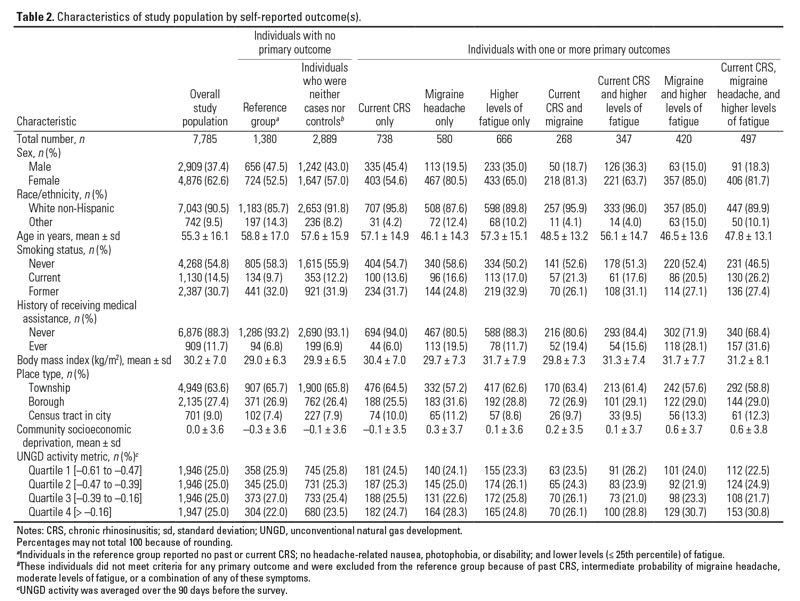 Table 2. Characteristics of study population by self-reported outcome(s).
Individuals with no primary outcome Individuals with one or more primary outcomes
Characteristic Overall study population Reference groupᵃ Individuals who were neither cases nor controlsᵇ Current CRS only Migraine headache only Higher levels of fatigue only Current CRS and migraine Current CRS and higher levels of fatigue Migraine and higher levels of fatigue Current CRS, migraine headache, and higher levels of fatigue
Total number, n 7,785 1,380 2,889 738 580 666 268 347 420 497
Sex, n (%)
Male 2,909 (37.4) 656 (47.5) 1,242 (43.0) 335 (45.4) 113 (19.5) 233 (35.0) 50 (18.7) 126 (36.3) 63 (15.0) 91 (18.3)
Female 4,876 (62.6) 724 (52.5) 1,647 (57.0) 403 (54.6) 467 (80.5) 433 (65.0) 218 (81.3) 221 (63.7) 357 (85.0) 406 (81.7)
Race/ethnicity, n (%)
White non-Hispanic 7,043 (90.5) 1,183 (85.7) 2,653 (91.8) 707 (95.8) 508 (87.6) 598 (89.8) 257 (95.9) 333 (96.0) 357 (85.0) 447 (89.9)
Other 742 (9.5) 197 (14.3) 236 (8.2) 31 (4.2) 72 (12.4) 68 (10.2) 11 (4.1) 14 (4.0) 63 (15.0) 50 (10.1)
Age in years, mean ± sd 55.3 ± 16.1 58.8 ± 17.0 57.6 ± 15.9 57.1 ± 14.9 46.1 ± 14.3 57.3 ± 15.1 48.5 ± 13.2 56.1 ± 14.7 46.5 ± 13.6 47.8 ± 13.1
Smoking status, n (%)
Never 4,268 (54.8) 805 (58.3) 1,615 (55.9) 404 (54.7) 340 (58.6) 334 (50.2) 141 (52.6) 178 (51.3) 220 (52.4) 231 (46.5)
Current 1,130 (14.5) 134 (9.7) 353 (12.2) 100 (13.6) 96 (16.6) 113 (17.0) 57 (21.3) 61 (17.6) 86 (20.5) 130 (26.2)
Former 2,387 (30.7) 441 (32.0) 921 (31.9) 234 (31.7) 144 (24.8) 219 (32.9) 70 (26.1) 108 (31.1) 114 (27.1) 136 (27.4)
History of receiving medical
assistance, n (%)
Never 6,876 (88.3) 1,286 (93.2) 2,690 (93.1) 694 (94.0) 467 (80.5) 588 (88.3) 216 (80.6) 293 (84.4) 302 (71.9) 340 (68.4)
Ever 909 (11.7) 94 (6.8) 199 (6.9) 44 (6.0) 113 (19.5) 78 (11.7) 52 (19.4) 54 (15.6) 118 (28.1) 157 (31.6)
Body mass index (kg/m²), mean ± sd 30.2 ± 7.0 29.0 ± 6.3 29.9 ± 6.5 30.4 ± 7.0 29.7 ± 7.3 31.7 ± 7.9 29.8 ± 7.3 31.3 ± 7.4 31.7 ± 7.7 31.2 ± 8.1
Place type, n (%)
Township 4,949 (63.6) 907 (65.7) 1,900 (65.8) 476 (64.5) 332 (57.2) 417 (62.6) 170 (63.4) 213 (61.4) 242 (57.6) 292 (58.8)
Borough 2,135 (27.4) 371 (26.9) 762 (26.4) 188 (25.5) 183 (31.6) 192 (28.8) 72 (26.9) 101 (29.1) 122 (29.0) 144 (29.0)
Census tract in city 701 (9.0) 102 (7.4) 227 (7.9) 74 (10.0) 65 (11.2) 57 (8.6) 26 (9.7) 33 (9.5) 56 (13.3) 61 (12.3)
Community socioeconomic 0.0 ± 3.6 −0.3 ± 3.6 −0.1 ± 3.6 −0.1 ± 3.5 0.3 ± 3.7 0.1 ± 3.6 0.2 ± 3.5 0.1 ± 3.7 0.6 ± 3.7 0.6 ± 3.8
deprivation, mean ± sd
UNGD activity metric, n (%)ᶜ
Quartile 1 [−0.61 to −0.47] 1,946 (25.0) 358 (25.9) 745 (25.8) 181 (24.5) 140 (24.1) 155 (23.3) 63 (23.5) 91 (26.2) 101 (24.0) 112 (22.5)
Quartile 2 [−0.47 to −0.39] 1,946 (25.0) 345 (25.0) 731 (25.3) 187 (25.3) 145 (25.0) 174 (26.1) 65 (24.3) 83 (23.9) 92 (21.9) 124 (24.9)
Quartile 3 [−0.39 to −0.16] 1,946 (25.0) 373 (27.0) 733 (25.4) 188 (25.5) 131 (22.6) 172 (25.8) 70 (26.1) 73 (21.0) 98 (23.3) 108 (21.7)
Quartile 4 [> −0.16] 1,947 (25.0) 304 (22.0) 680 (23.5) 182 (24.7) 164 (28.3) 165 (24.8) 70 (26.1) 100 (28.8) 129 (30.7) 153 (30.8)
Notes: CRS, chronic rhinosinusitis; sd, standard deviation; UNGD, unconventional natural gas development.
Percentages may not total 100 because of rounding.
ᵃIndividuals in the reference group reported no past or current CRS; no headache-related nausea, photophobia, or disability; and lower levels (≤ 25th percentile) of fatigue.
ᵇThese individuals did not meet criteria for any primary outcome and were excluded from the reference group because of past CRS, intermediate probability of migraine headache,
moderate levels of fatigue, or a combination of any of these symptoms.
ᶜUNGD activity was averaged over the 90 days before the survey.